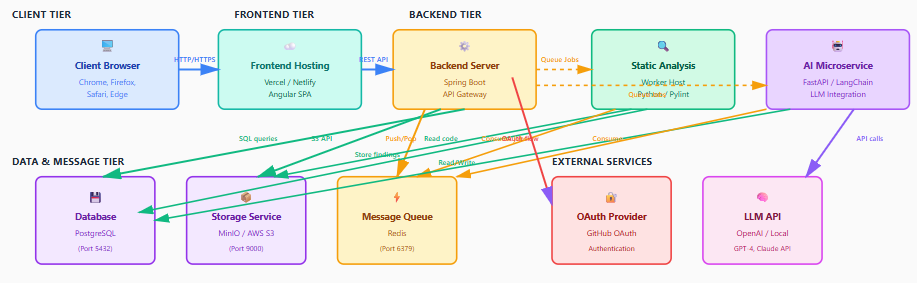 CLIENT TIER
FRONTEND TIER
BACKEND TIER
Client Browser
Chrome, Firefox,
Safari, Edge
HTTP/HTTPS
Frontend Hosting
Vercel / Netlify
Angular SPA
REST API
Backend Server
Spring Boot
API Gateway
Queue Jobs
Static Analysis
Worker Host
Python / Pylint
AI Microservice
FastAPI / LangChain
LLM Integration
SQL queries
S3 API
Push/Pop
Read code
OAuth flow
Consume
API calls
Store findings
Read/Write
DATA & MESSAGE TIER
EXTERNAL SERVICES
Database
PostgreSQL
(Port 5432)
Storage Service
MinIO / AWS S3
(Port 9000)
Message Queue
Redis
(Port 6379)
OAuth Provider
GitHub OAuth
Authentication
LLM API
OpenAI / Local
GPT-4, Claude API